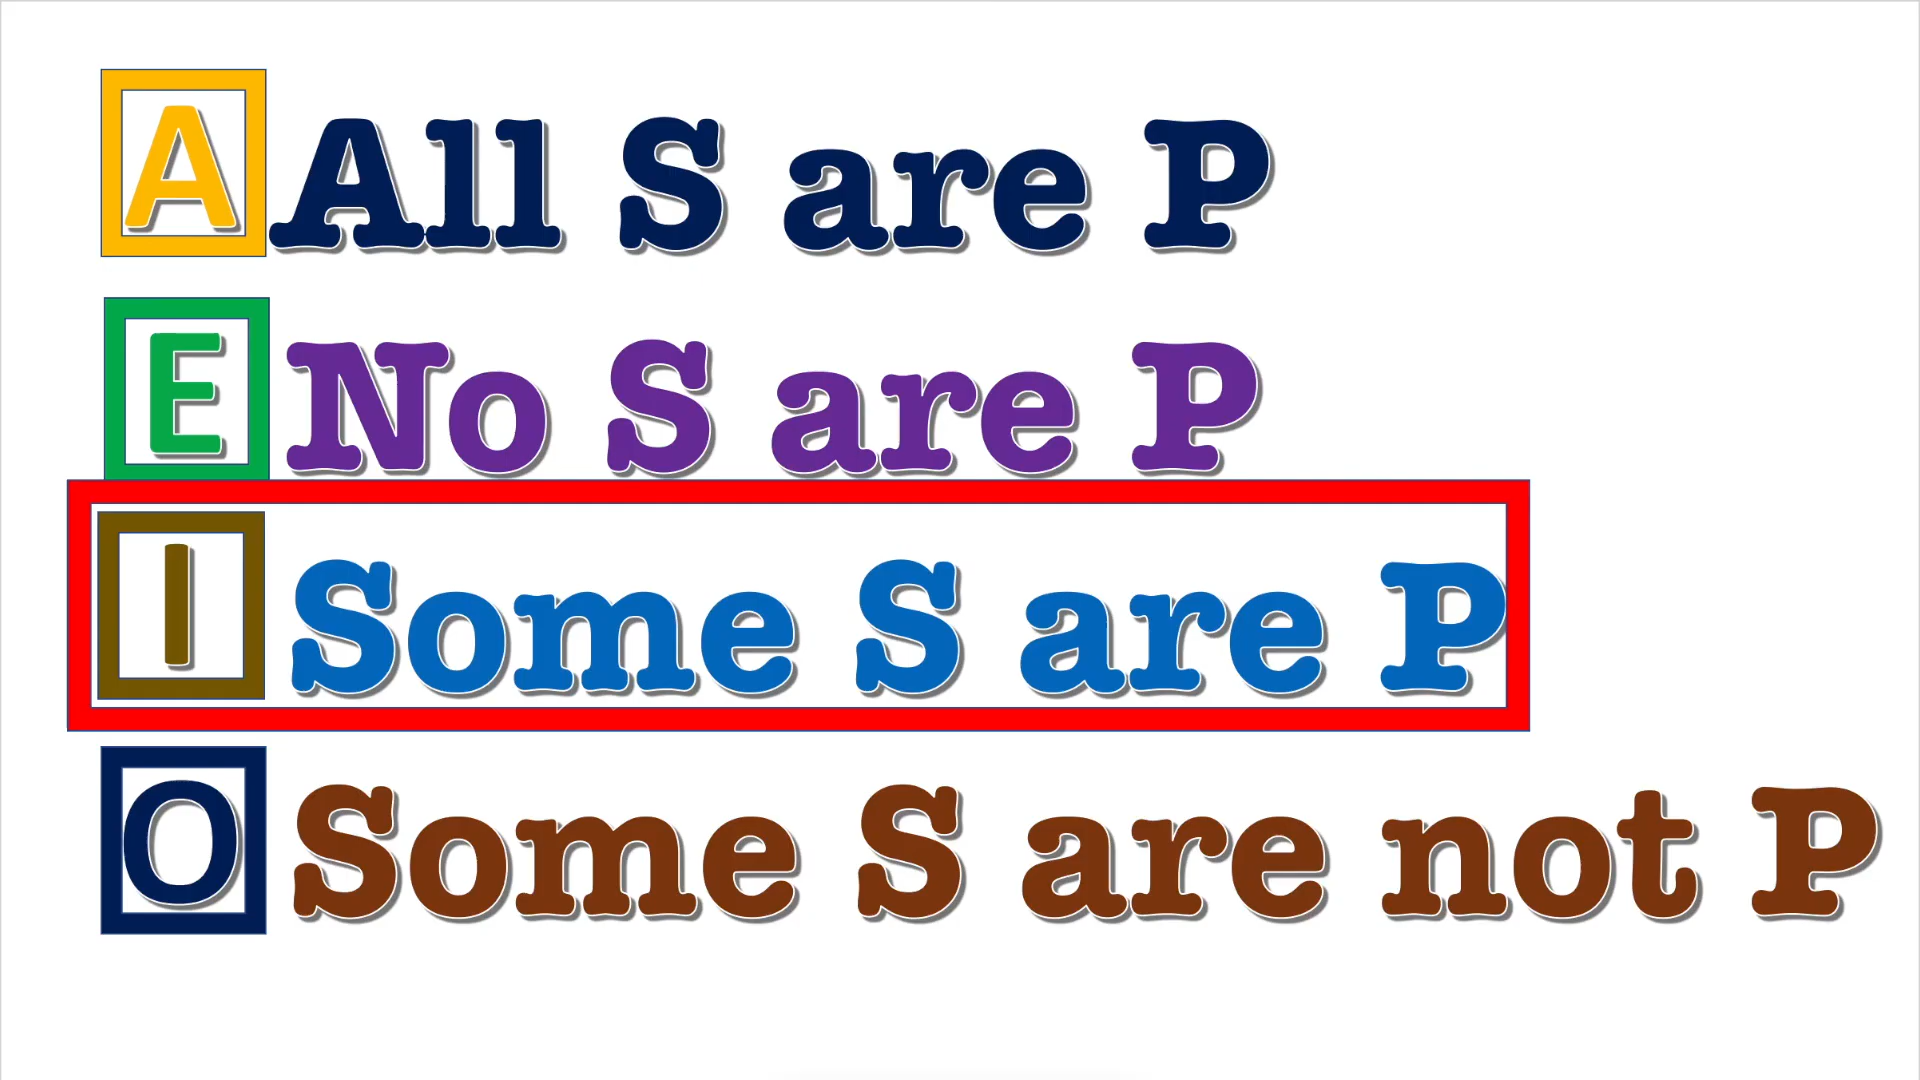 A All S are P
E No S are P
I Some S are P
O Some S are not P